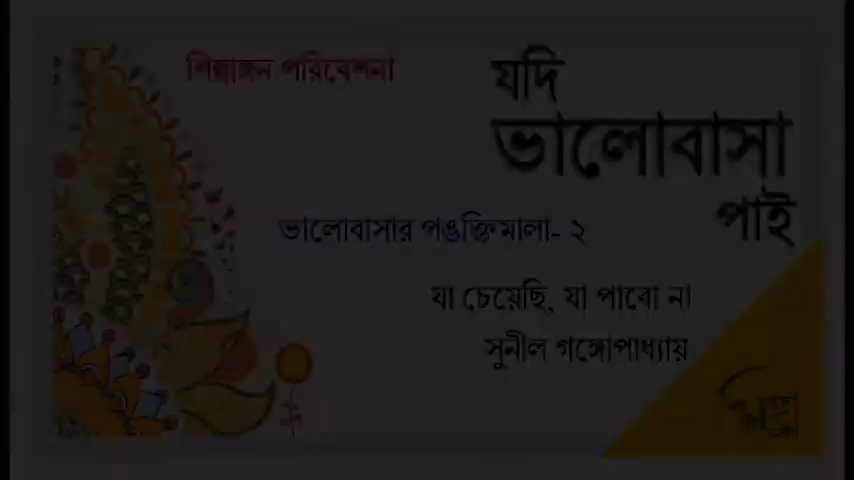 শিল্পাঙ্গন পরিবেশনা
যদি
ভালোবাসা
পাই
ভালোবাসার পঙক্তিমালা- ২
যা চেয়েছি, যা পাবো না
সুনীল গঙ্গোপাধ্যায়